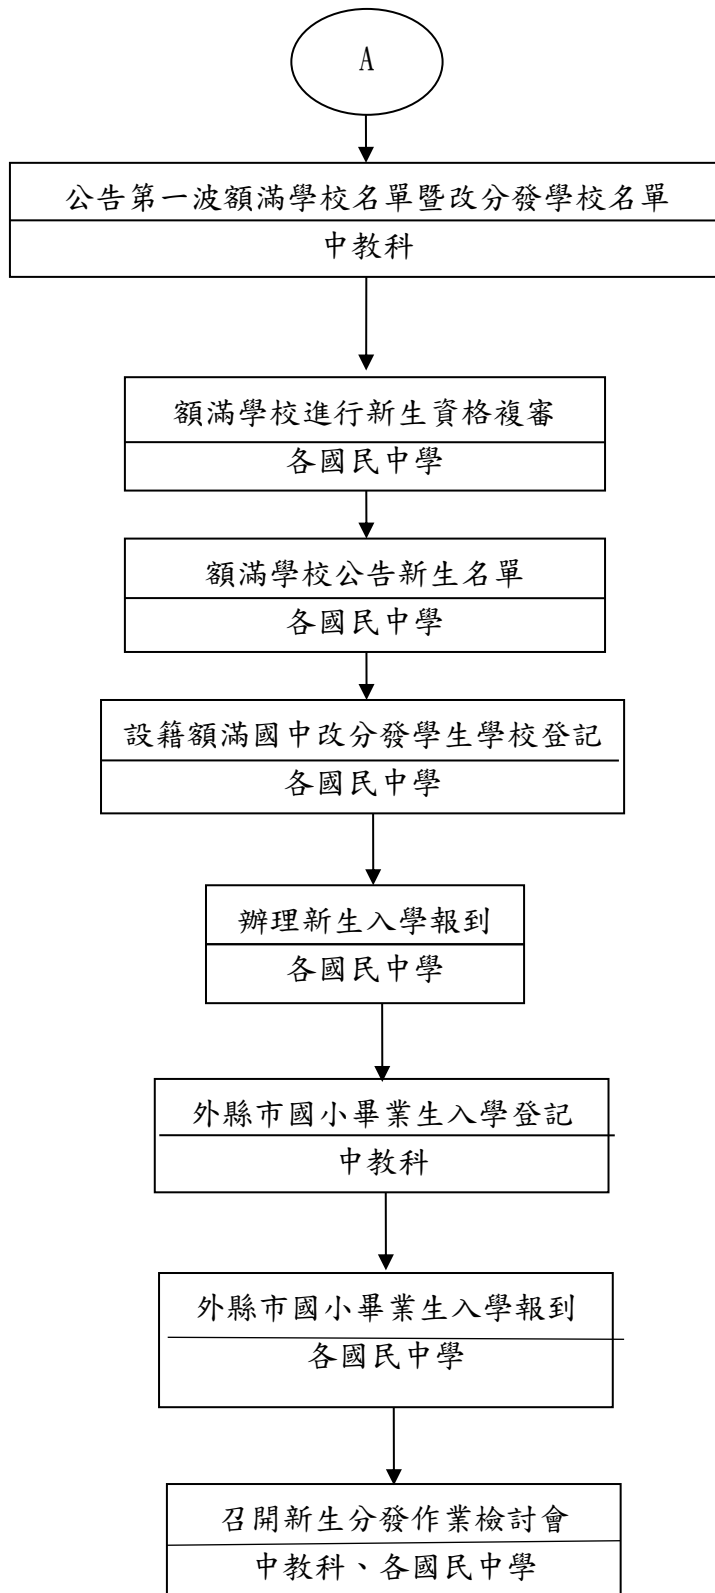 A
公告第一波額滿學校名單暨改分發學校名單
中教科
額滿學校進行新生資格複審
各國民中學
額滿學校公告新生名單
各國民中學
設籍額滿國中改分發學生學校登記
各國民中學
辦理新生入學報到
各國民中學
外縣市國小畢業生入學登記
中教科
外縣市國小畢業生入學報到
各國民中學
召開新生分發作業檢討會
中教科、各國民中學